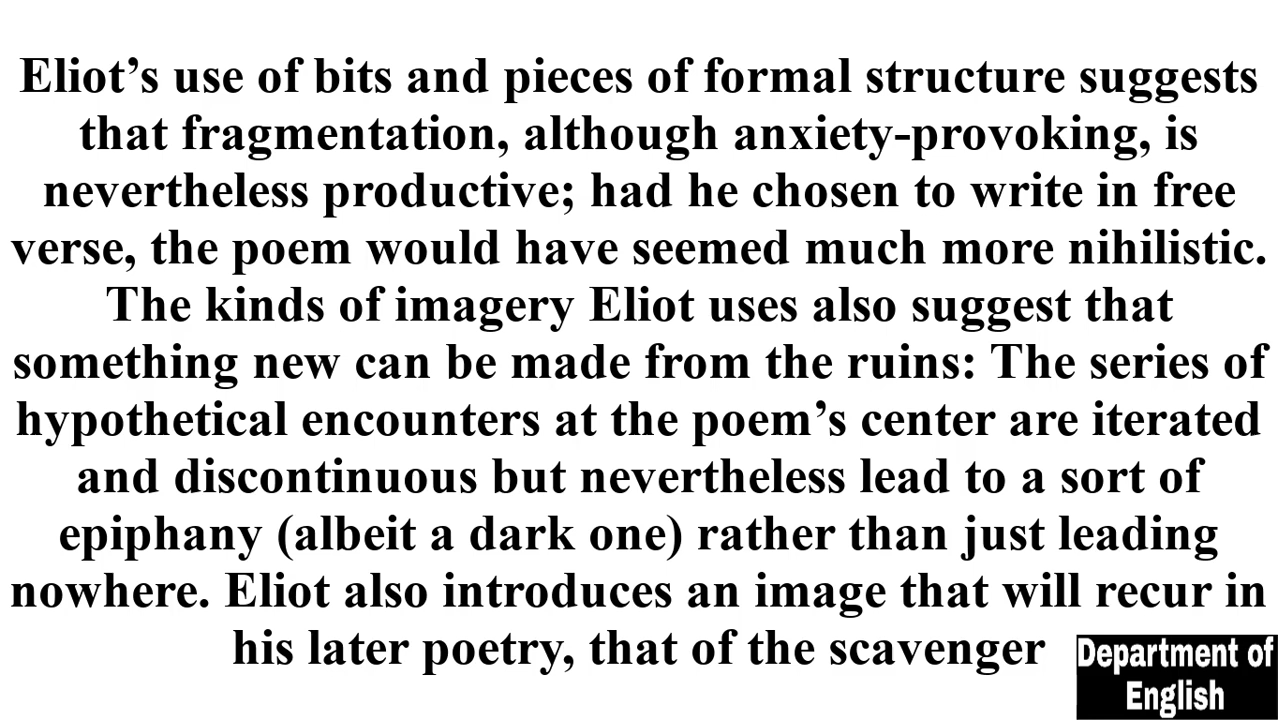 Eliot’s use of bits and pieces of formal structure suggests
that fragmentation, although anxiety-provoking, is
nevertheless productive; had he chosen to write in free
verse, the poem would have seemed much more nihilistic.
The kinds of imagery Eliot uses also suggest that
something new can be made from the ruins: The series of
hypothetical encounters at the poem’s center are iterated
and discontinuous but nevertheless lead to a sort of
epiphany (albeit a dark one) rather than just leading
nowhere. Eliot also introduces an image that will recur in
his later poetry, that of the scavenger
Department of
English